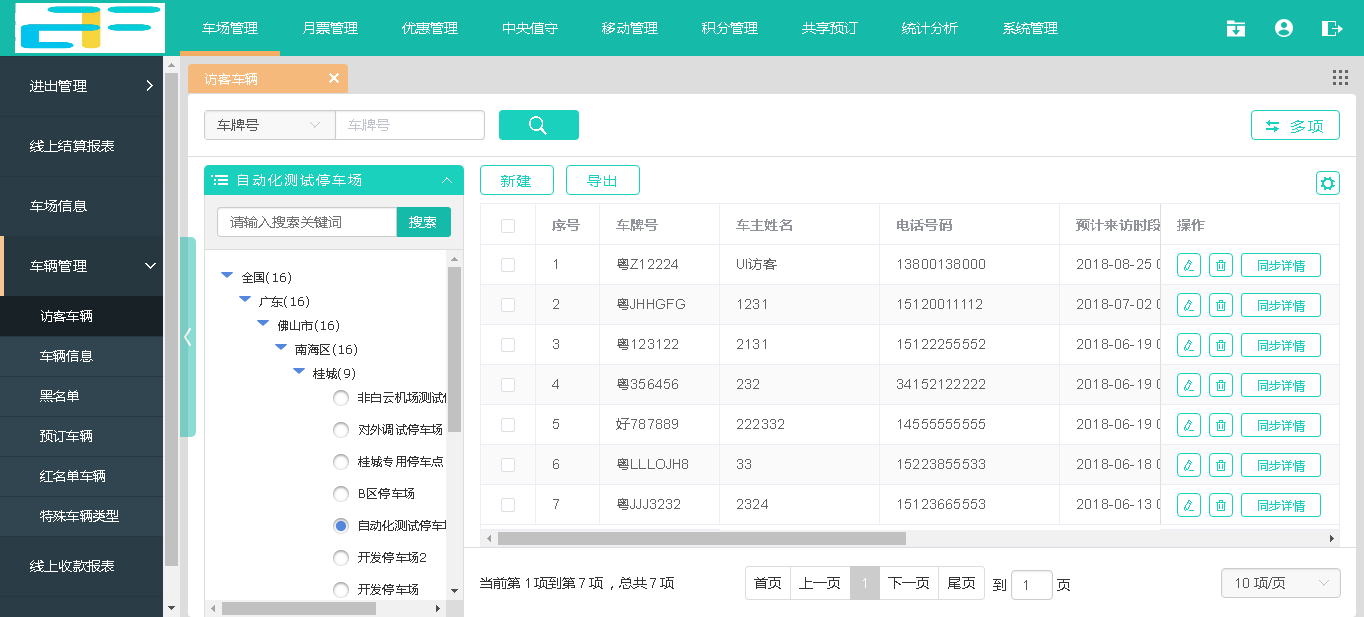 车场管理 月票管理 优惠管理 中央值守 移动管理 积分管理 共享预订 统计分析 系统管理
进出管理
线上结算报表
车场信息
车辆管理
访客车辆
车辆信息
黑名单
预订车辆
红名单车辆
特殊车辆类型
线上收款报表
访客车辆
车牌号 车牌号 多项
自动化测试停车场
请输入搜索关键词 搜索
全国(16)
广东(16)
佛山市(16)
南海区(16)
桂城(9)
非白云机场测试
对外调试停车场
桂城专用停车点
B区停车场
自动化测试停车
开发停车场2
开发停车场
新建 导出
序号 车牌号 车主姓名 电话号码 预计来访时段 操作
1 粤Z12224 UI访客 13800138000 2018-08-25 同步详情
2 粤JHHGFG 1231 15120011112 2018-07-02 同步详情
3 粤123122 2131 15122255552 2018-06-19 同步详情
4 粤356456 232 34152122222 2018-06-19 同步详情
5 好787889 222332 14555555555 2018-06-19 同步详情
6 粤LLLOJH8 33 15223855533 2018-06-18 同步详情
7 粤JJJ3232 2324 15123665553 2018-06-13 同步详情
当前第 1 项到第 7 项，总共 7 项 首页 上一页 1 下一页 尾页 到 1 页 10 项/页